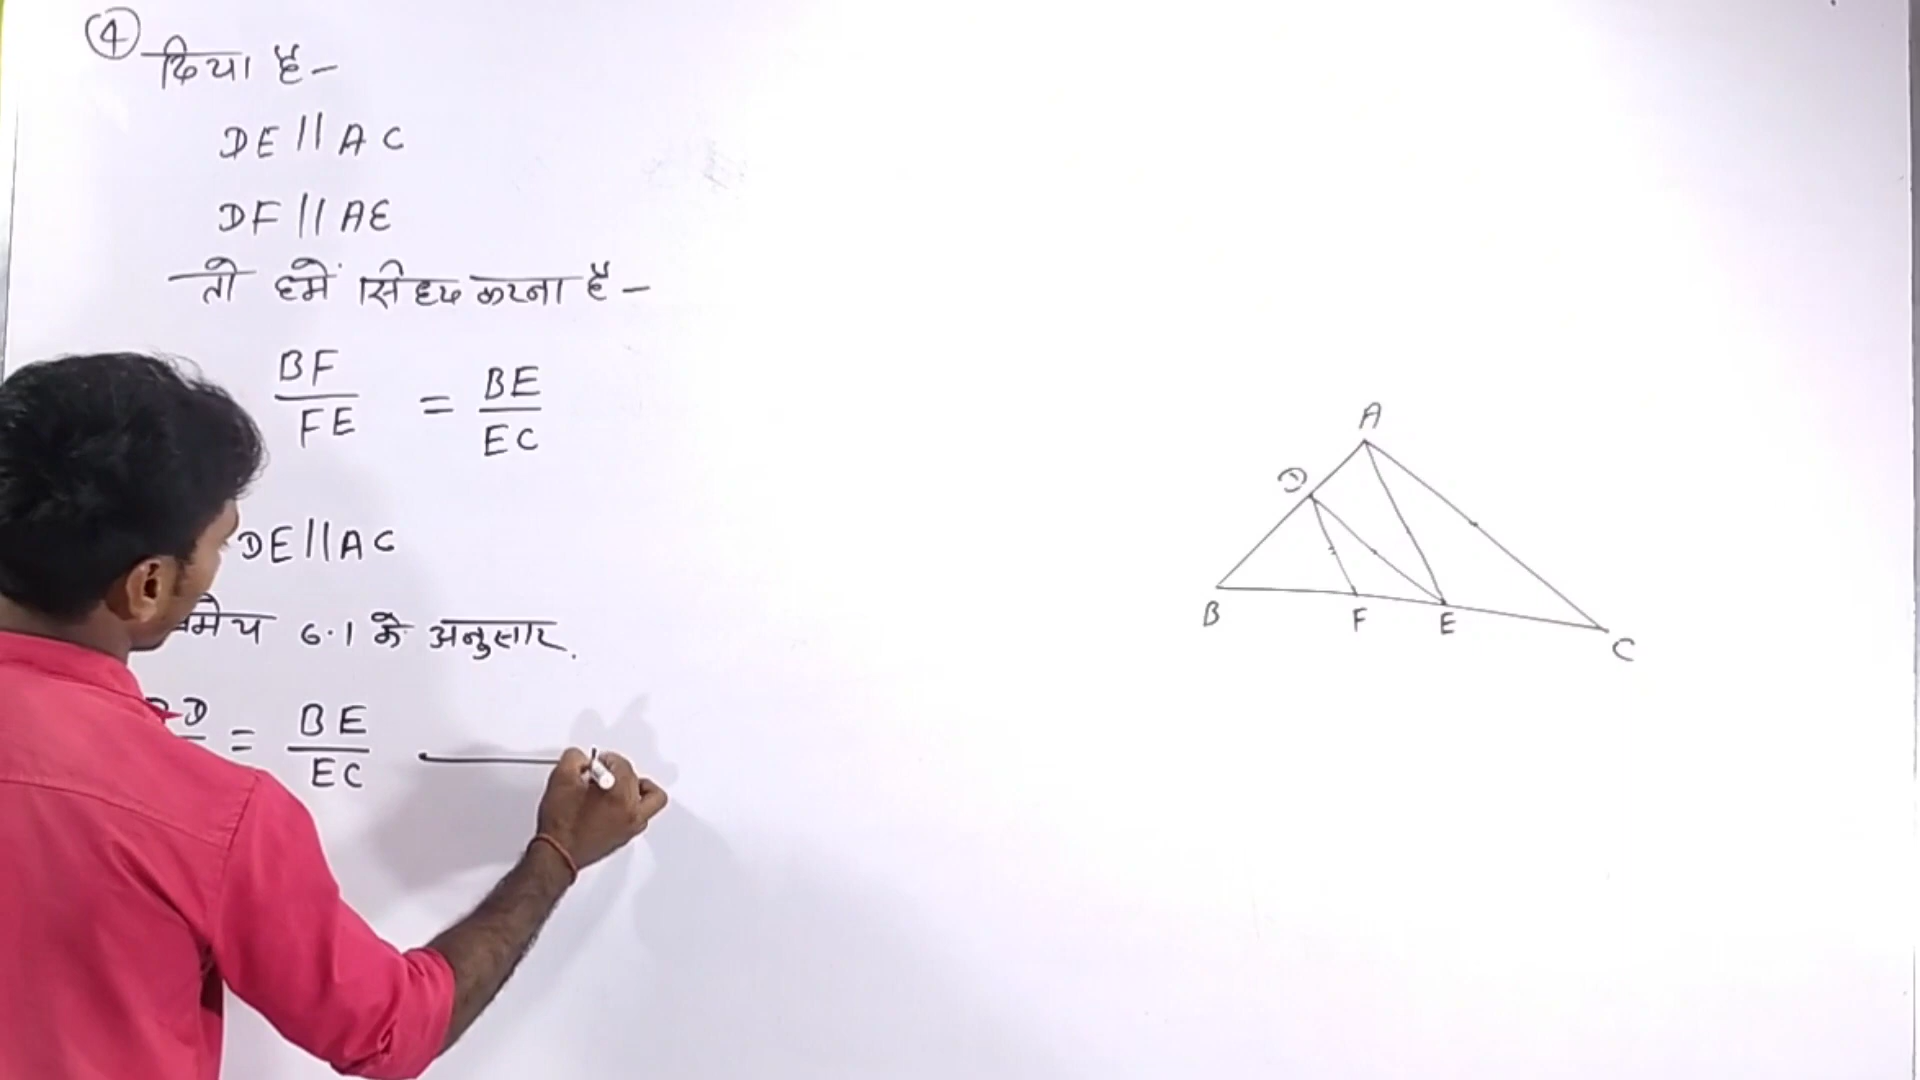 ④
दिया है –
DE || AC
DF || AE
तो हमें सिद्ध करना है –
BF/FE = BE/EC
DE || AC
6.1 के अनुसार.
D = BE/EC
A
D
B
F
E
C